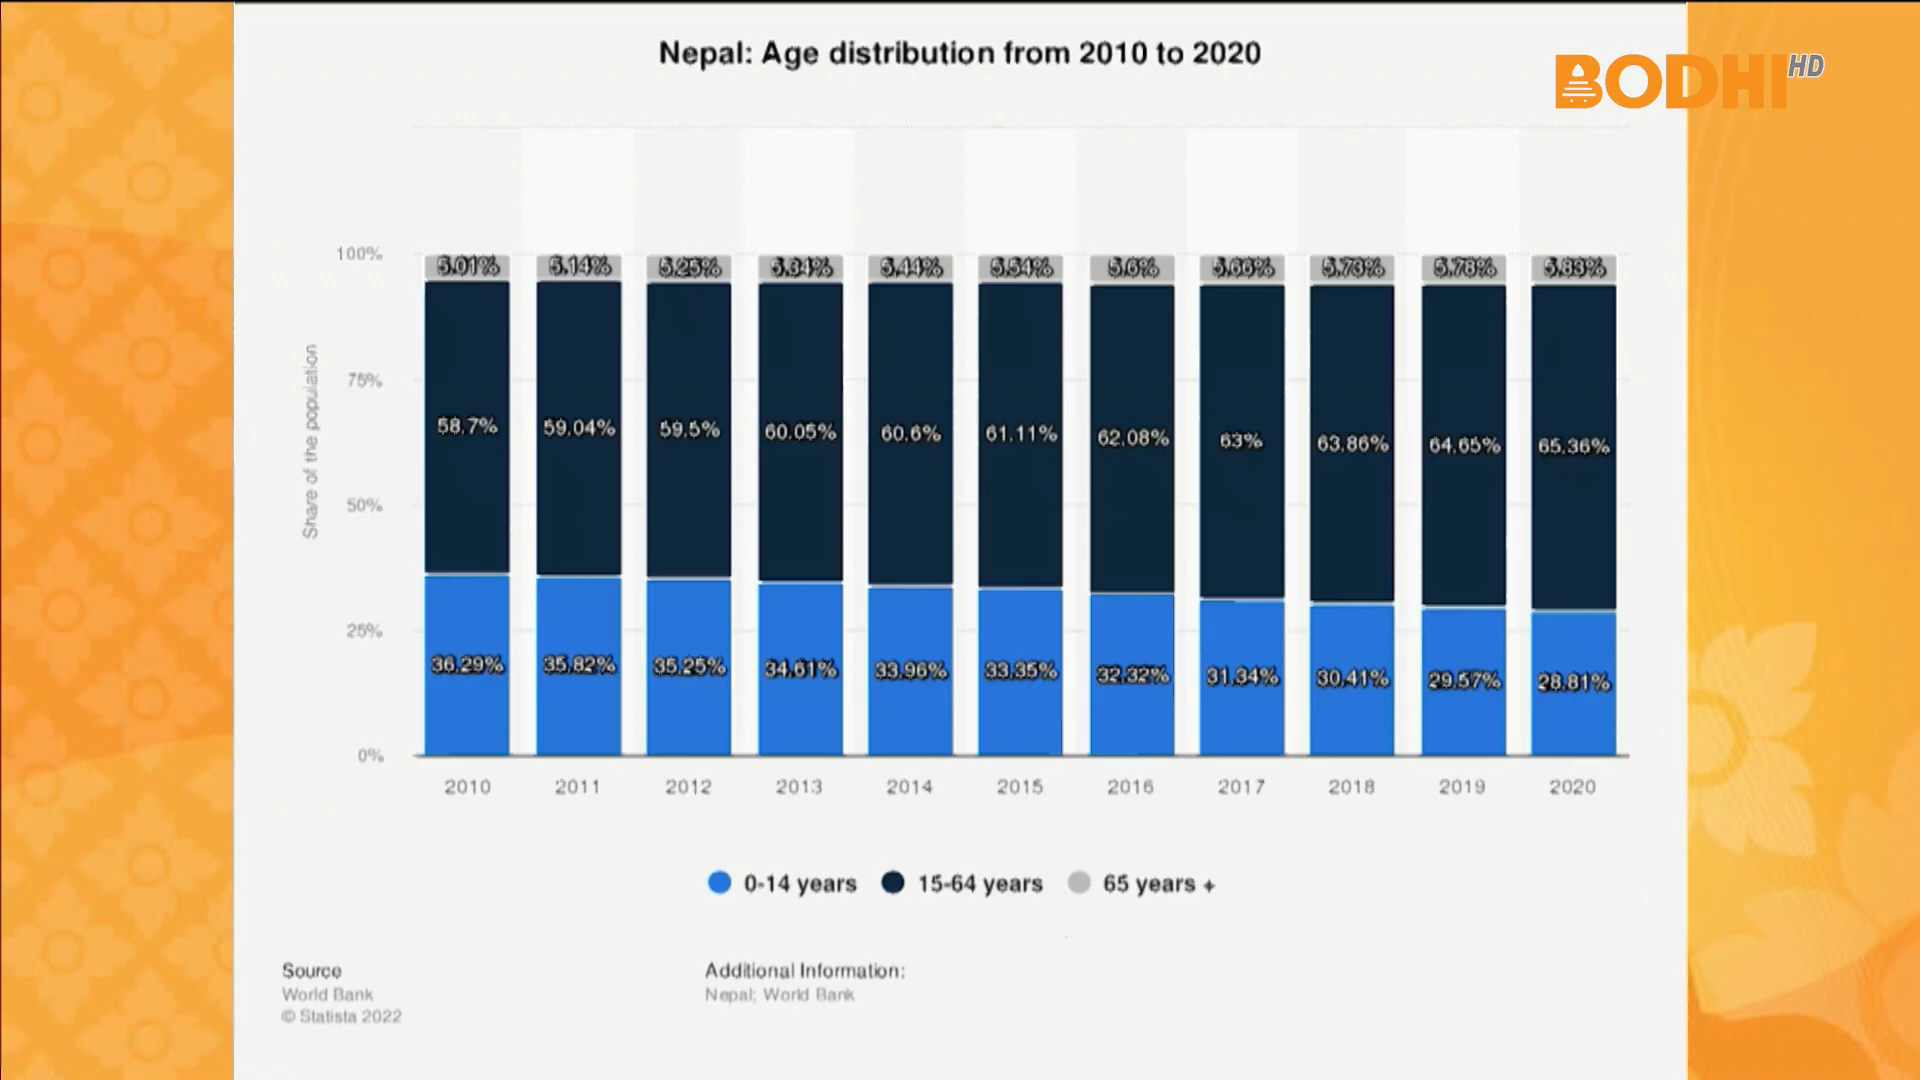 Nepal: Age distribution from 2010 to 2020
BODHI HD
Share of the population
100%
75%
50%
25%
0%
5.01% 5.14% 5.25% 5.34% 5.44% 5.54% 5.6% 5.66% 5.73% 5.78% 5.83%
58.7% 59.04% 59.5% 60.05% 60.6% 61.11% 62.08% 63% 63.86% 64.65% 65.36%
36.29% 35.82% 35.25% 34.61% 33.96% 33.35% 32.32% 31.34% 30.41% 29.57% 28.81%
2010 2011 2012 2013 2014 2015 2016 2017 2018 2019 2020
0-14 years 15-64 years 65 years +
Source
World Bank
© Statista 2022
Additional Information:
Nepal; World Bank